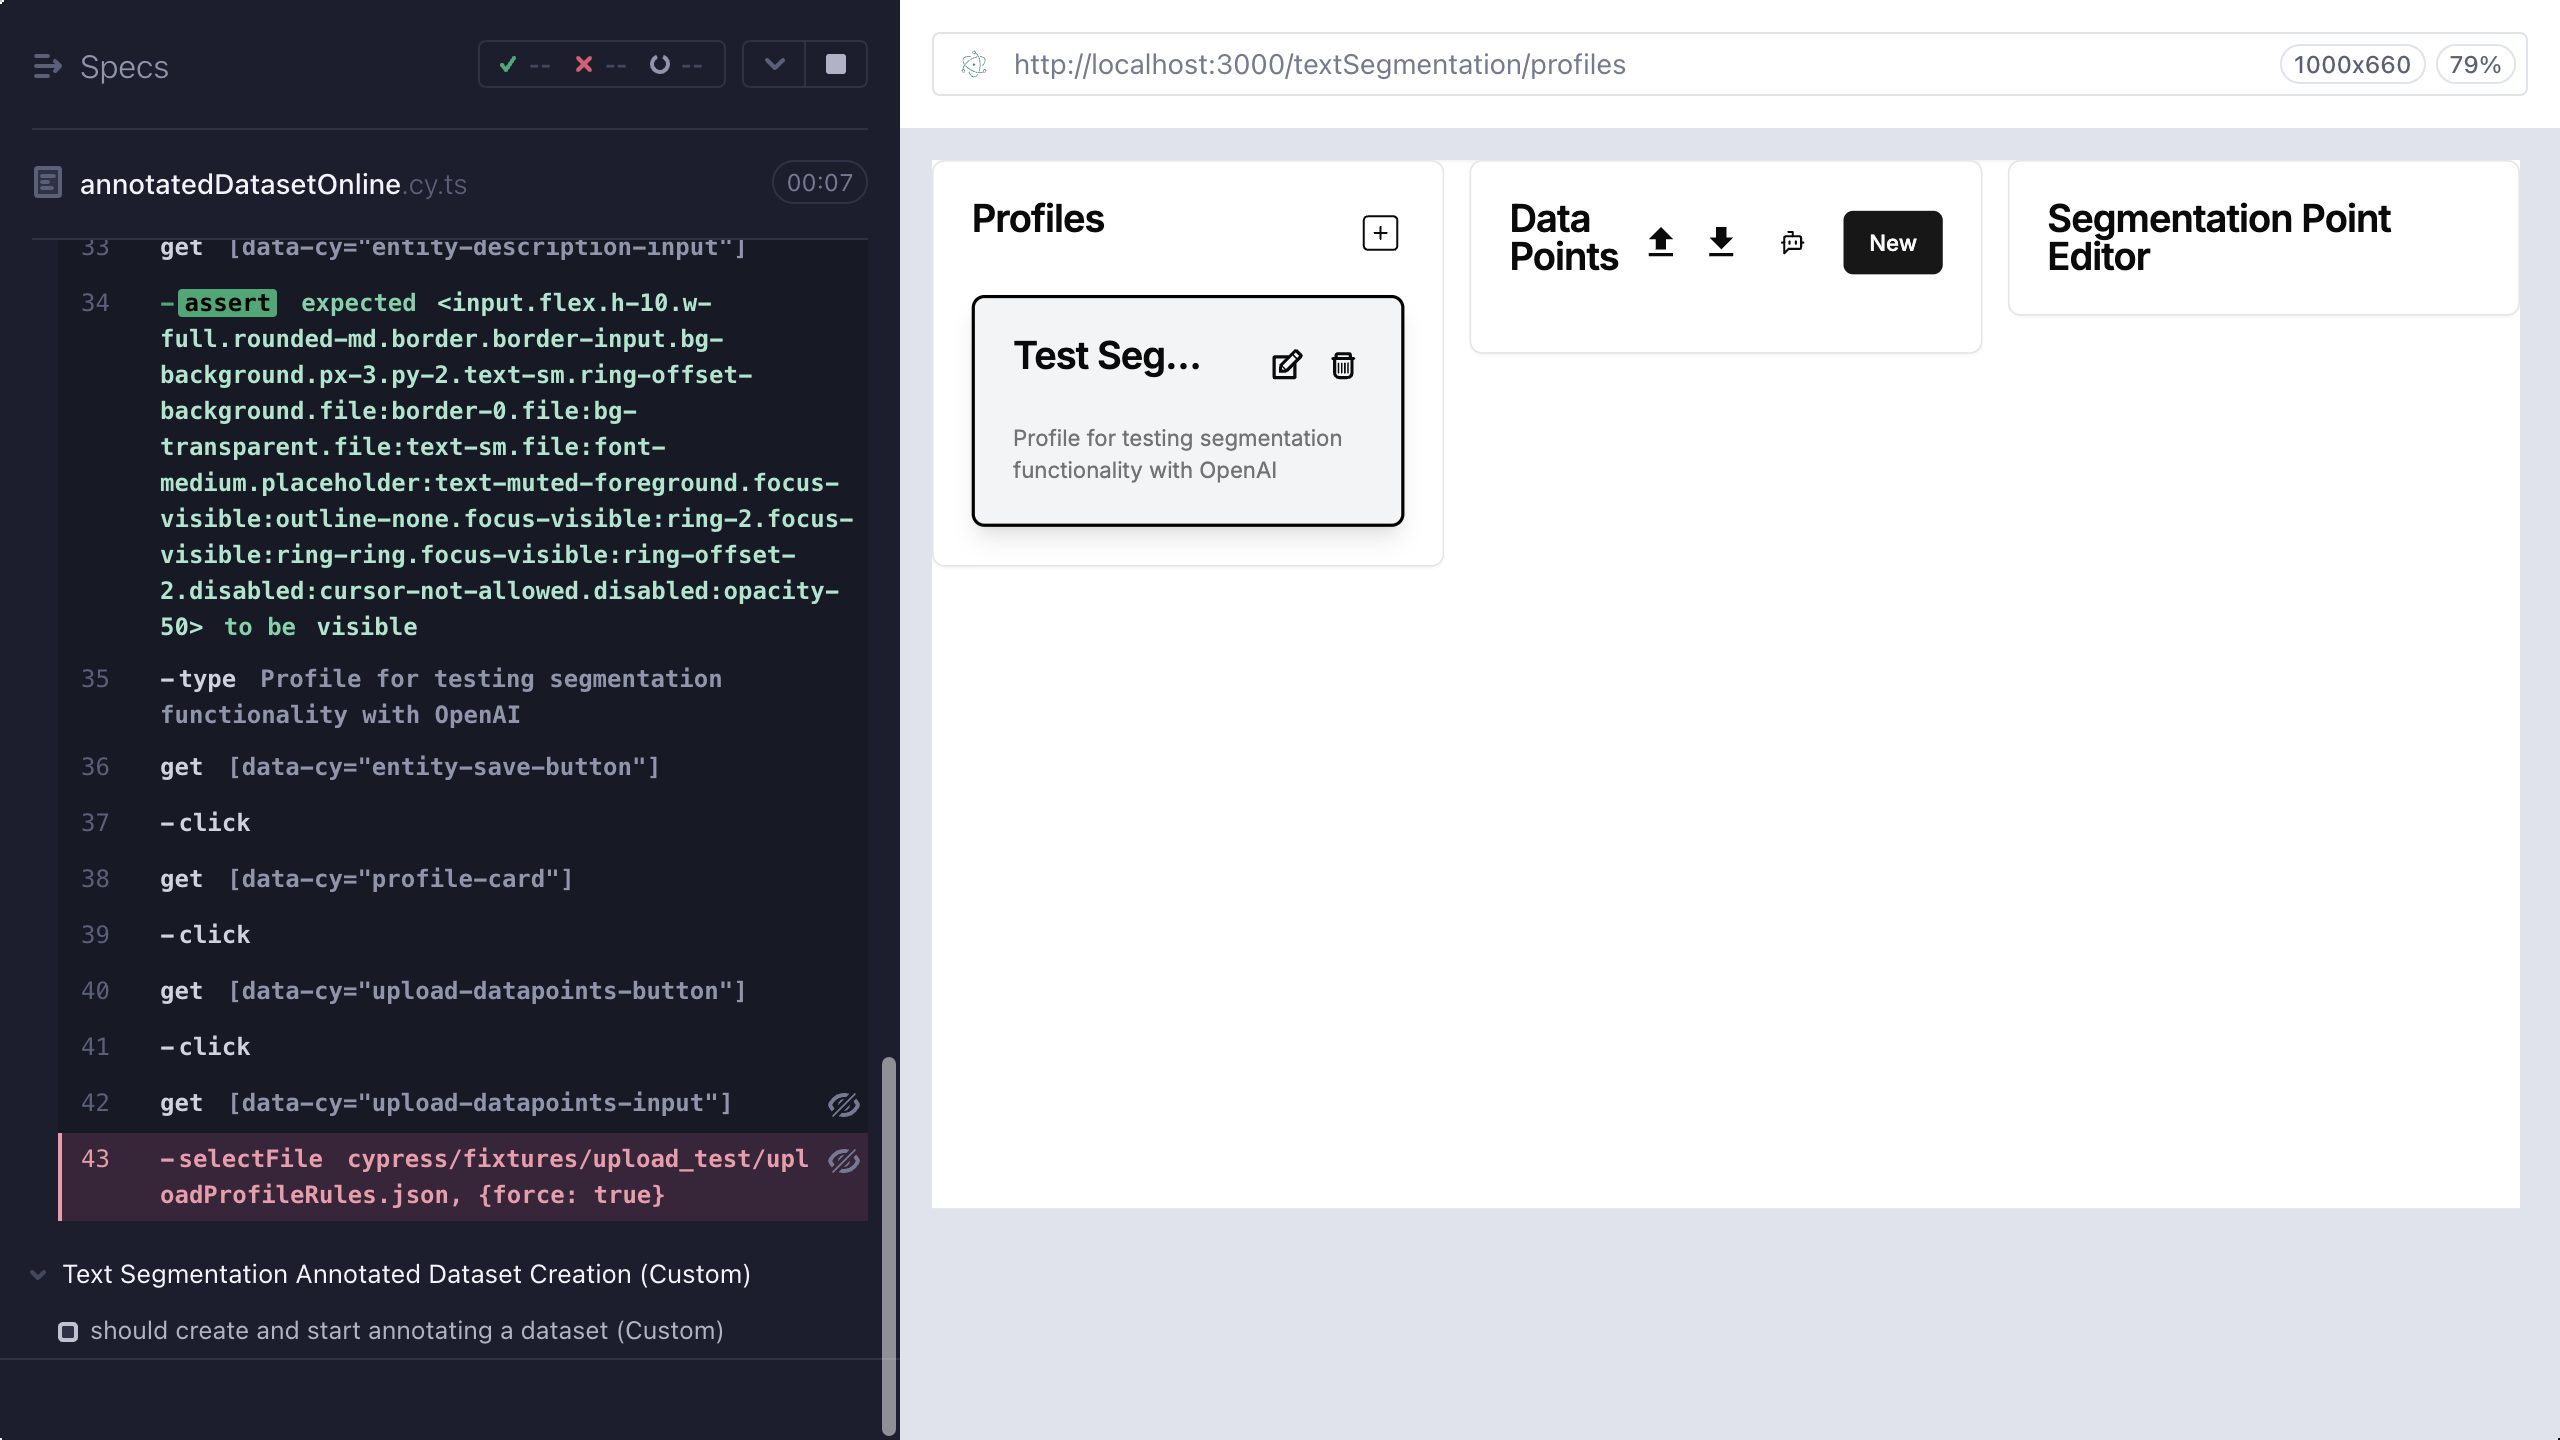 Specs
-- -- --
annotatedDatasetOnline.cy.ts 00:07
33 get [data-cy="entity-description-input"]
34 -assert expected <input.flex.h-10.w-
full.rounded-md.border.border-input.bg-
background.px-3.py-2.text-sm.ring-offset-
background.file:border-0.file:bg-
transparent.file:text-sm.file:font-
medium.placeholder:text-muted-foreground.focus-
visible:outline-none.focus-visible:ring-2.focus-
visible:ring-ring.focus-visible:ring-offset-
2.disabled:cursor-not-allowed.disabled:opacity-
50> to be visible
35 -type Profile for testing segmentation
functionality with OpenAI
36 get [data-cy="entity-save-button"]
37 -click
38 get [data-cy="profile-card"]
39 -click
40 get [data-cy="upload-datapoints-button"]
41 -click
42 get [data-cy="upload-datapoints-input"]
43 -selectFile cypress/fixtures/upload_test/upl
oadProfileRules.json, {force: true}
Text Segmentation Annotated Dataset Creation (Custom)
should create and start annotating a dataset (Custom)
http://localhost:3000/textSegmentation/profiles 1000x660 79%
Profiles
Test Seg...
Profile for testing segmentation
functionality with OpenAI
Data
Points
New
Segmentation Point
Editor